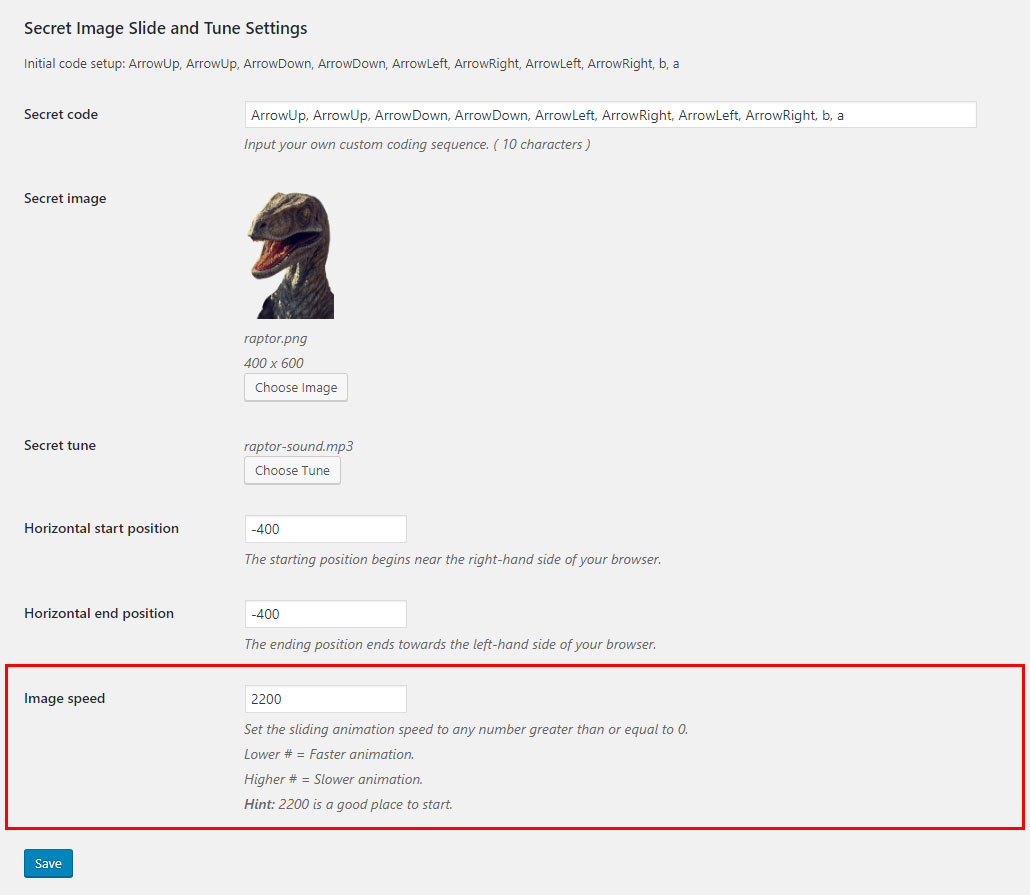 Secret Image Slide and Tune Settings
Initial code setup: ArrowUp, ArrowUp, ArrowDown, ArrowDown, ArrowLeft, ArrowRight, ArrowLeft, ArrowRight, b, a
Secret code
ArrowUp, ArrowUp, ArrowDown, ArrowDown, ArrowLeft, ArrowRight, ArrowLeft, ArrowRight, b, a
Input your own custom coding sequence. ( 10 characters )
Secret image
raptor.png
400 x 600
Choose Image
Secret tune
raptor-sound.mp3
Choose Tune
Horizontal start position
-400
The starting position begins near the right-hand side of your browser.
Horizontal end position
-400
The ending position ends towards the left-hand side of your browser.
Image speed
2200
Set the sliding animation speed to any number greater than or equal to 0.
Lower # = Faster animation.
Higher # = Slower animation.
Hint: 2200 is a good place to start.
Save